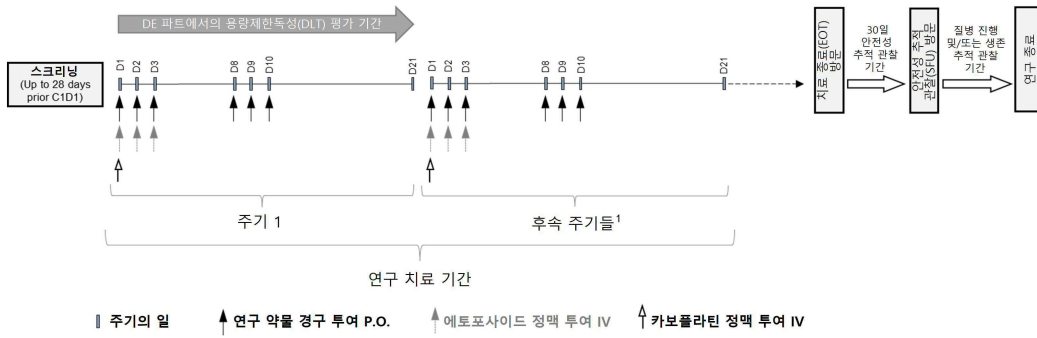 DE 파트에서의 용량제한독성(DLT) 평가 기간
스크리닝
(Up to 28 days
prior C1D1)
D1
D2
D3
D8
D9
D10
D21
D1
D2
D3
D8
D9
D10
D21
치료 종료(EOT)
방문
30일
안전성
추적 관찰
기간
안전성 추적
관찰(SFU) 방문
질병 진행
및/또는 생존
추적 관찰
기간
연구 종료
주기 1
후속 주기들1
연구 치료 기간
주기의 일
연구 약물 경구 투여 P.O.
에토포사이드 정맥 투여 IV
카보플라틴 정맥 투여 IV